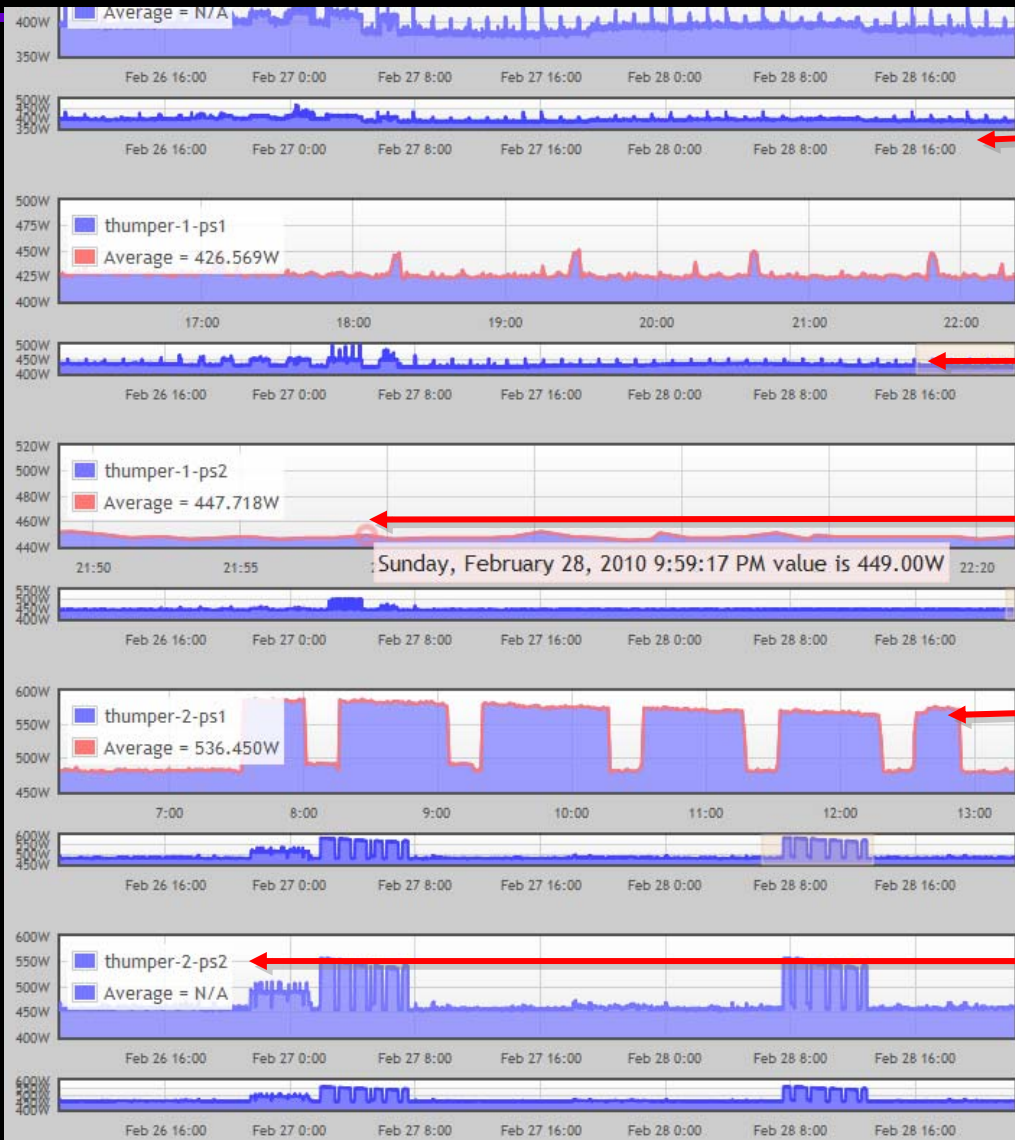 Average = N/A
400W
350W
Feb 26 16:00 Feb 27 0:00 Feb 27 8:00 Feb 27 16:00 Feb 28 0:00 Feb 28 8:00 Feb 28 16:00
500W
450W
400W
350W
Feb 26 16:00 Feb 27 0:00 Feb 27 8:00 Feb 27 16:00 Feb 28 0:00 Feb 28 8:00 Feb 28 16:00
500W
475W
450W
425W
400W
thumper-1-ps1
Average = 426.569W
17:00 18:00 19:00 20:00 21:00 22:00
500W
450W
400W
Feb 26 16:00 Feb 27 0:00 Feb 27 8:00 Feb 27 16:00 Feb 28 0:00 Feb 28 8:00 Feb 28 16:00
520W
500W
480W
460W
440W
thumper-1-ps2
Average = 447.718W
Sunday, February 28, 2010 9:59:17 PM value is 449.00W
21:50 21:55 22:20
550W
500W
450W
400W
Feb 26 16:00 Feb 27 0:00 Feb 27 8:00 Feb 27 16:00 Feb 28 0:00 Feb 28 8:00 Feb 28 16:00
600W
550W
500W
450W
thumper-2-ps1
Average = 536.450W
7:00 8:00 9:00 10:00 11:00 12:00 13:00
600W
550W
500W
450W
Feb 26 16:00 Feb 27 0:00 Feb 27 8:00 Feb 27 16:00 Feb 28 0:00 Feb 28 8:00 Feb 28 16:00
600W
550W
500W
450W
400W
thumper-2-ps2
Average = N/A
Feb 26 16:00 Feb 27 0:00 Feb 27 8:00 Feb 27 16:00 Feb 28 0:00 Feb 28 8:00 Feb 28 16:00
600W
400W
Feb 26 16:00 Feb 27 0:00 Feb 27 8:00 Feb 27 16:00 Feb 28 0:00 Feb 28 8:00 Feb 28 16:00